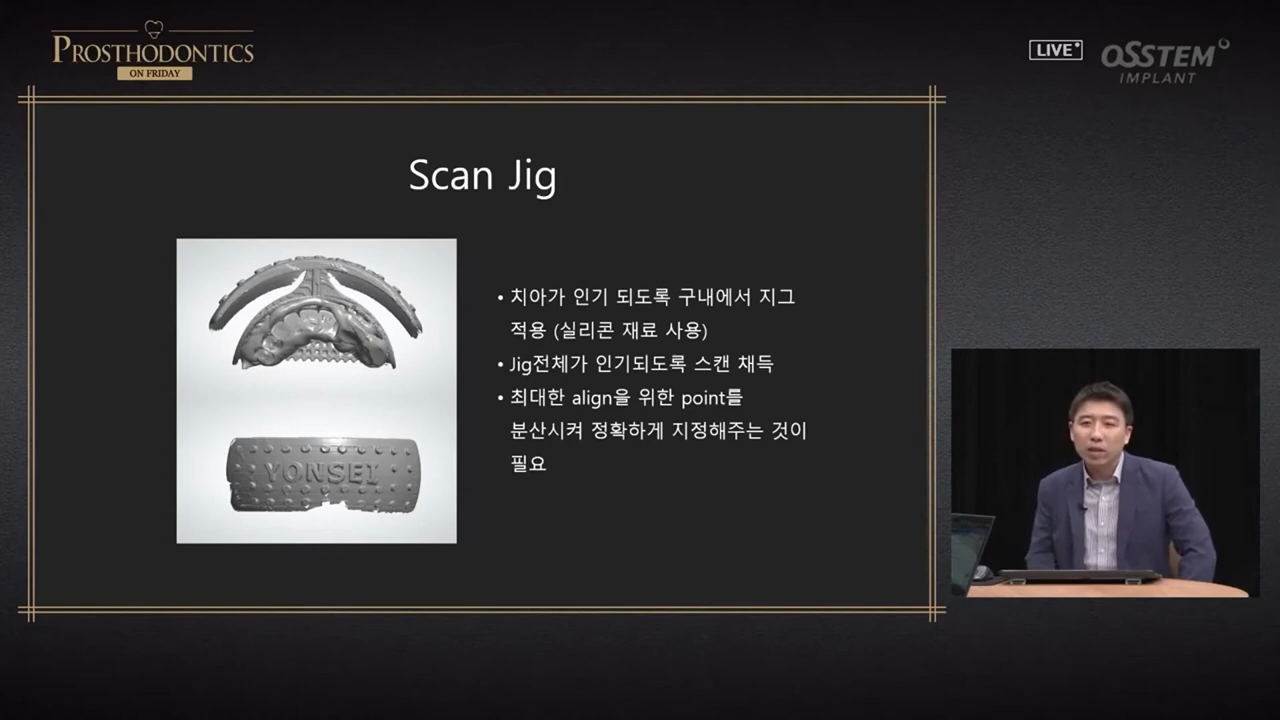 PROSTHODONTICS
ON FRIDAY
LIVE
OSSTEM
IMPLANT
Scan Jig
• 치아가 인기 되도록 구내에서 지그
적용 (실리콘 재료 사용)
• Jig전체가 인기되도록 스캔 채득
• 최대한 align을 위한 point를
분산시켜 정확하게 지정해주는 것이
필요
YONSEI